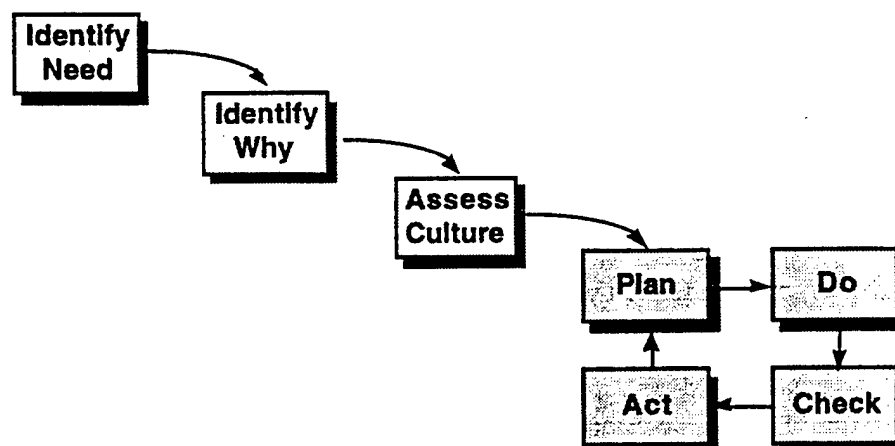 Identify
Need
Identify
Why
Assess
Culture
Plan
Do
Act
Check